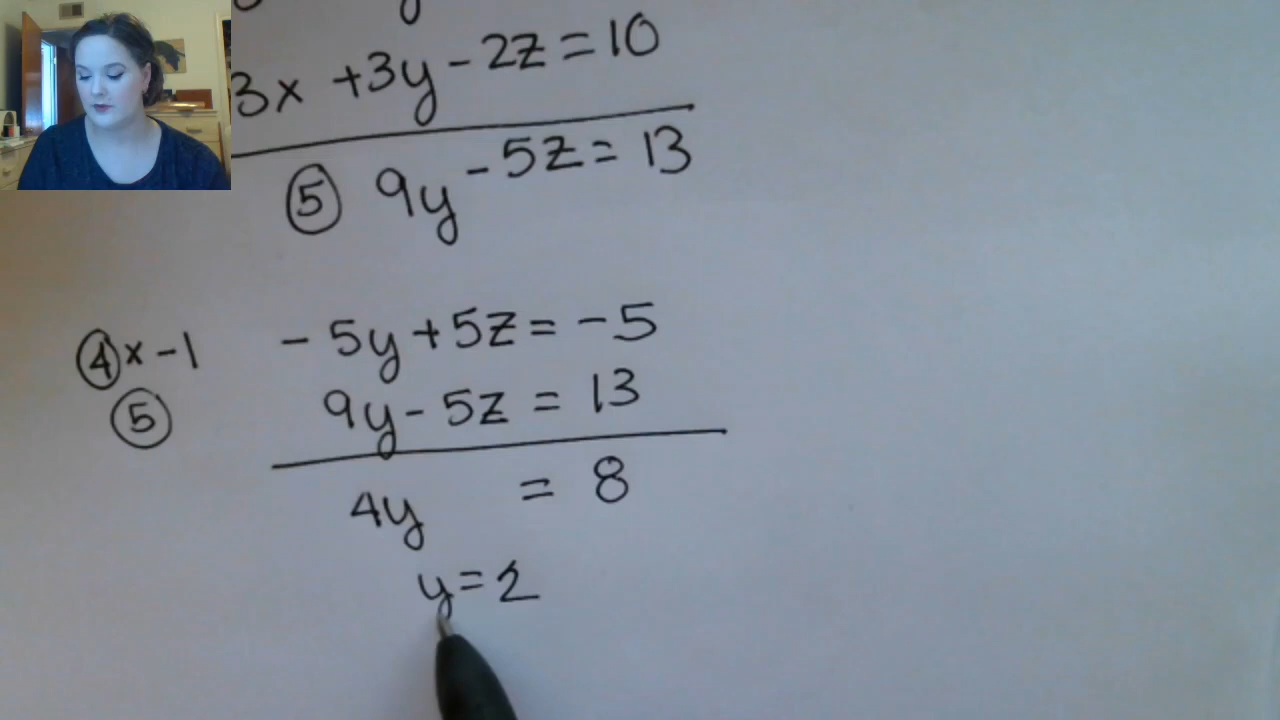 3x +3y -2z = 10
⑤ 9y -5z = 13
④x -1 -5y+5z = -5
⑤ 9y-5z = 13
4y = 8
y=2